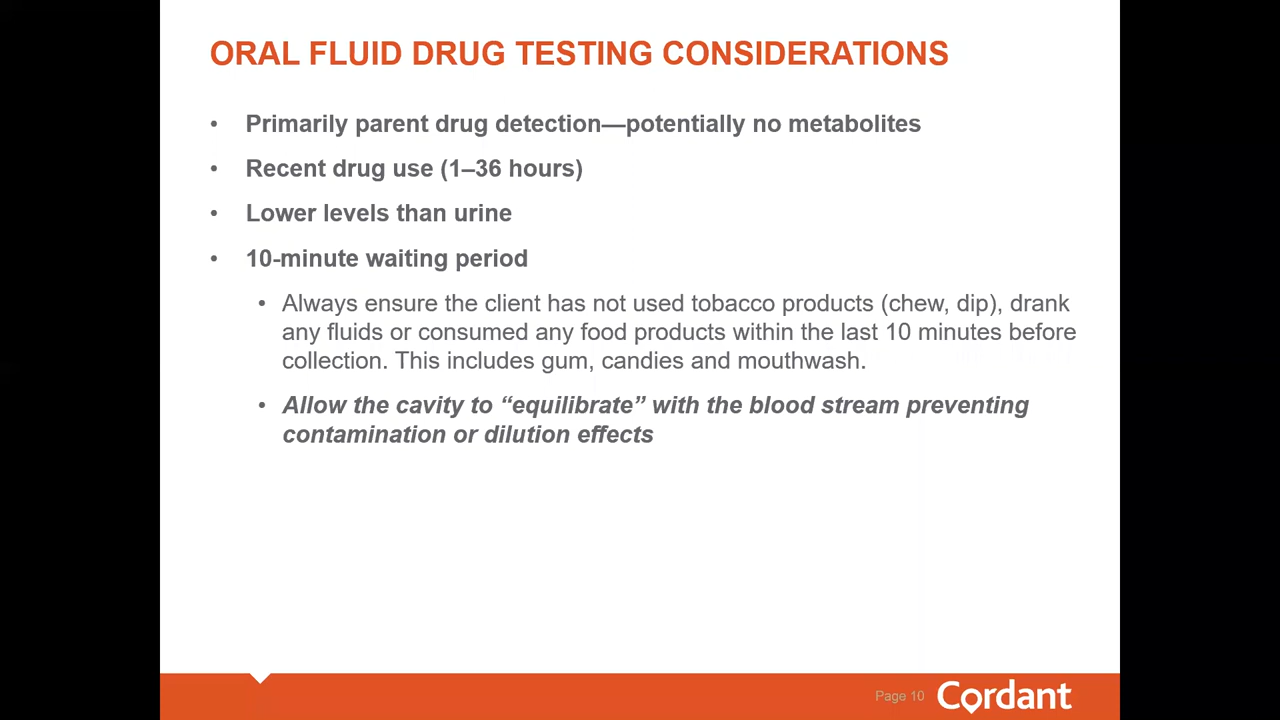 ORAL FLUID DRUG TESTING CONSIDERATIONS
• Primarily parent drug detection—potentially no metabolites
• Recent drug use (1–36 hours)
• Lower levels than urine
• 10-minute waiting period
• Always ensure the client has not used tobacco products (chew, dip), drank
any fluids or consumed any food products within the last 10 minutes before
collection. This includes gum, candies and mouthwash.
• Allow the cavity to “equilibrate” with the blood stream preventing
contamination or dilution effects
Page 10
Cordant